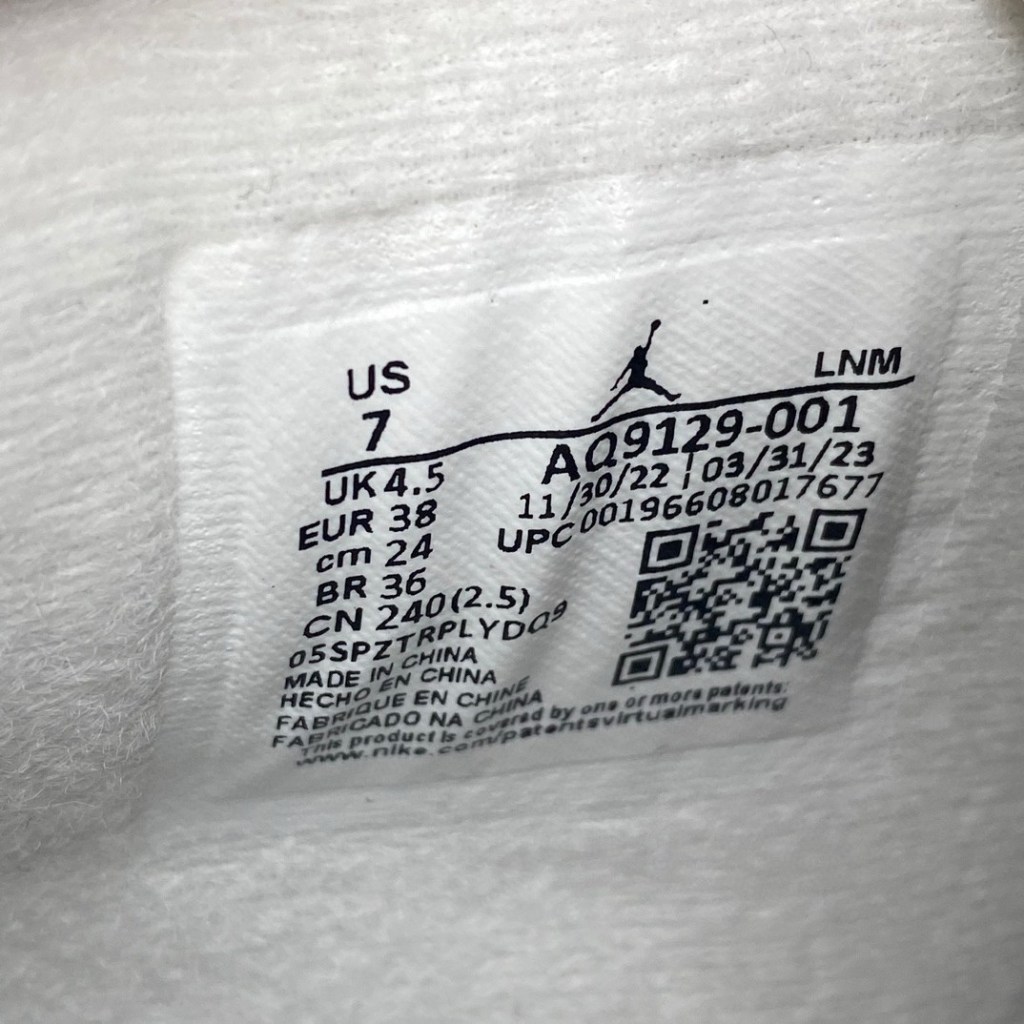 US
7
LNM
UK 4.5
EUR 38
cm 24
BR 36
CN 240(2.5)
AQ9129-001
11/30/22 | 03/31/23
UPC 00196608017677
05SPZTRPLYDQ9
MADE IN CHINA
HECHO EN CHINA
FABRIQUE EN CHINE
FABRICADO NA CHINA
This product is covered by one or more patents:
www.nike.com/patentsvirtualmarking